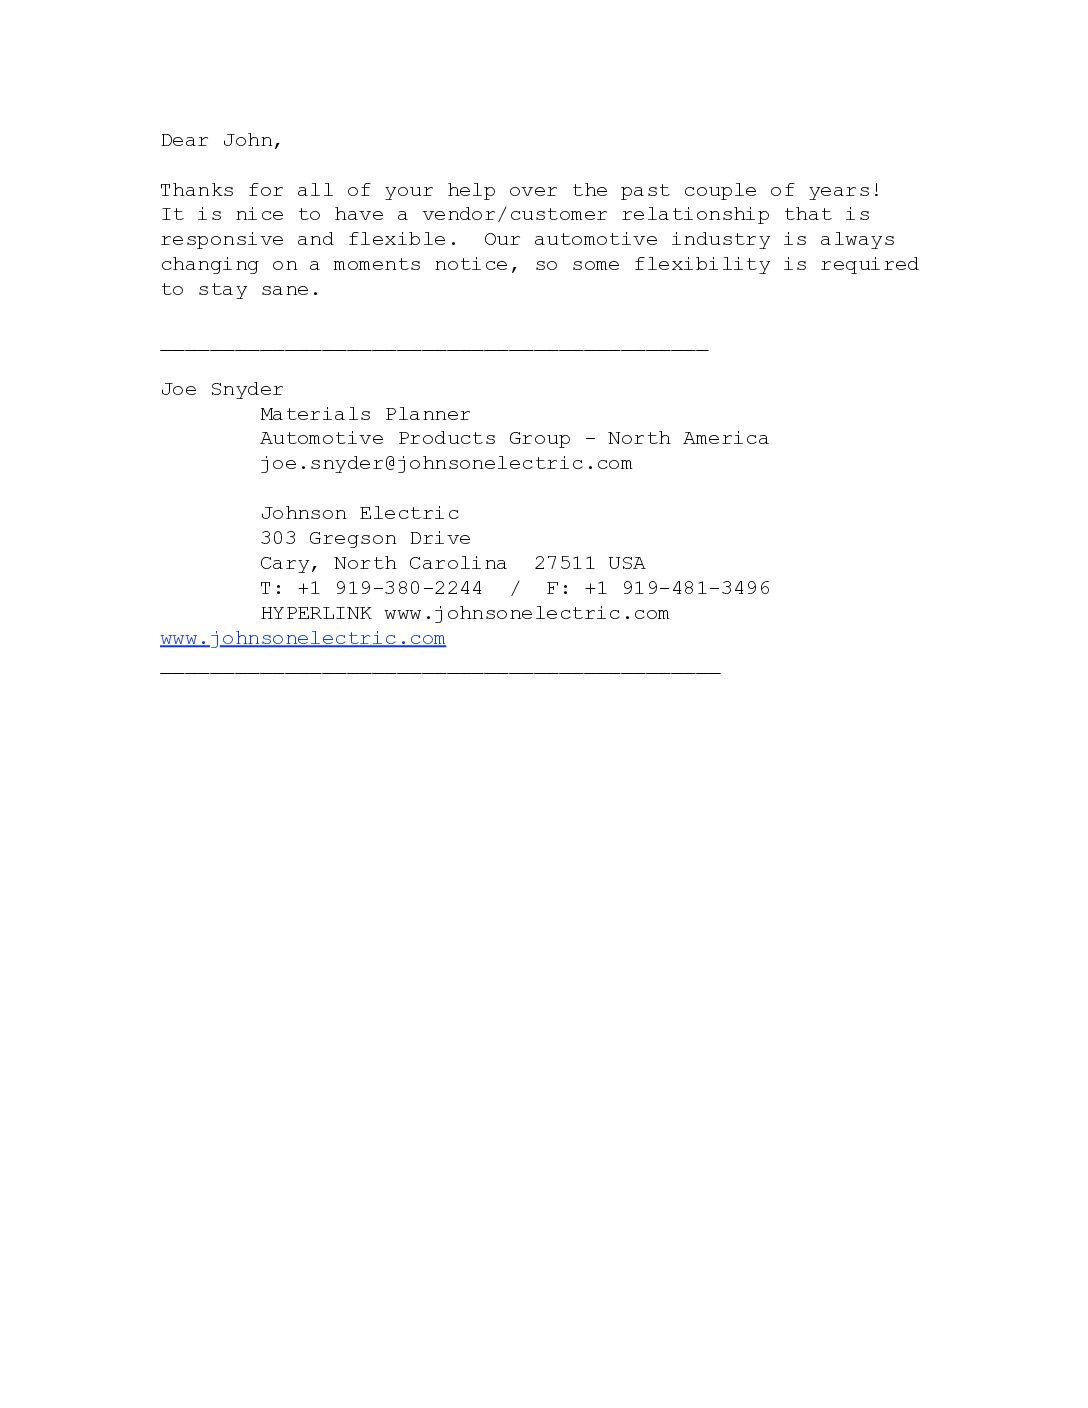 Dear John,
Thanks for all of your help over the past couple of years!
It is nice to have a vendor/customer relationship that is
responsive and flexible.  Our automotive industry is always
changing on a moments notice, so some flexibility is required
to stay sane.
____________________________________________
Joe Snyder
Materials Planner
Automotive Products Group - North America
joe.snyder@johnsonelectric.com
Johnson Electric
303 Gregson Drive
Cary, North Carolina  27511 USA
T: +1 919-380-2244  /  F: +1 919-481-3496
HYPERLINK www.johnsonelectric.com
www.johnsonelectric.com
_____________________________________________